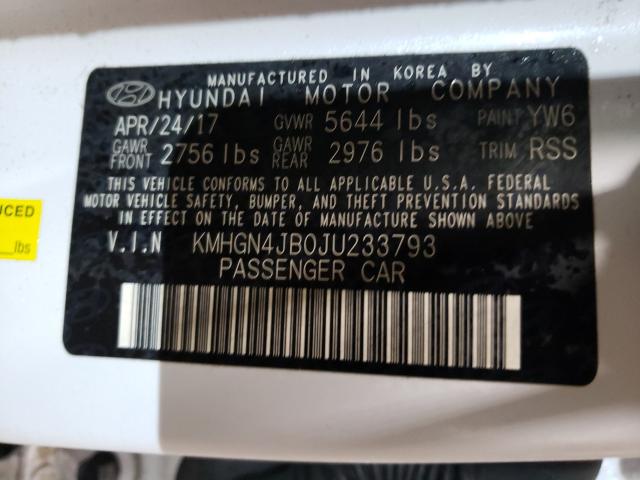 MANUFACTURED IN KOREA BY
HYUNDAI MOTOR COMPANY
APR/24/17 GVWR 5644 lbs PAINT YW6
GAWR FRONT 2756 lbs GAWR REAR 2976 lbs TRIM RSS
THIS VEHICLE CONFORMS TO ALL APPLICABLE U.S.A. FEDERAL
MOTOR VEHICLE SAFETY, BUMPER, AND THEFT PREVENTION STANDARDS
IN EFFECT ON THE DATE OF MANUFACTURE SHOWN ABOVE.
V.I.N KMHGN4JB0JU233793
PASSENGER CAR
UCED
lbs